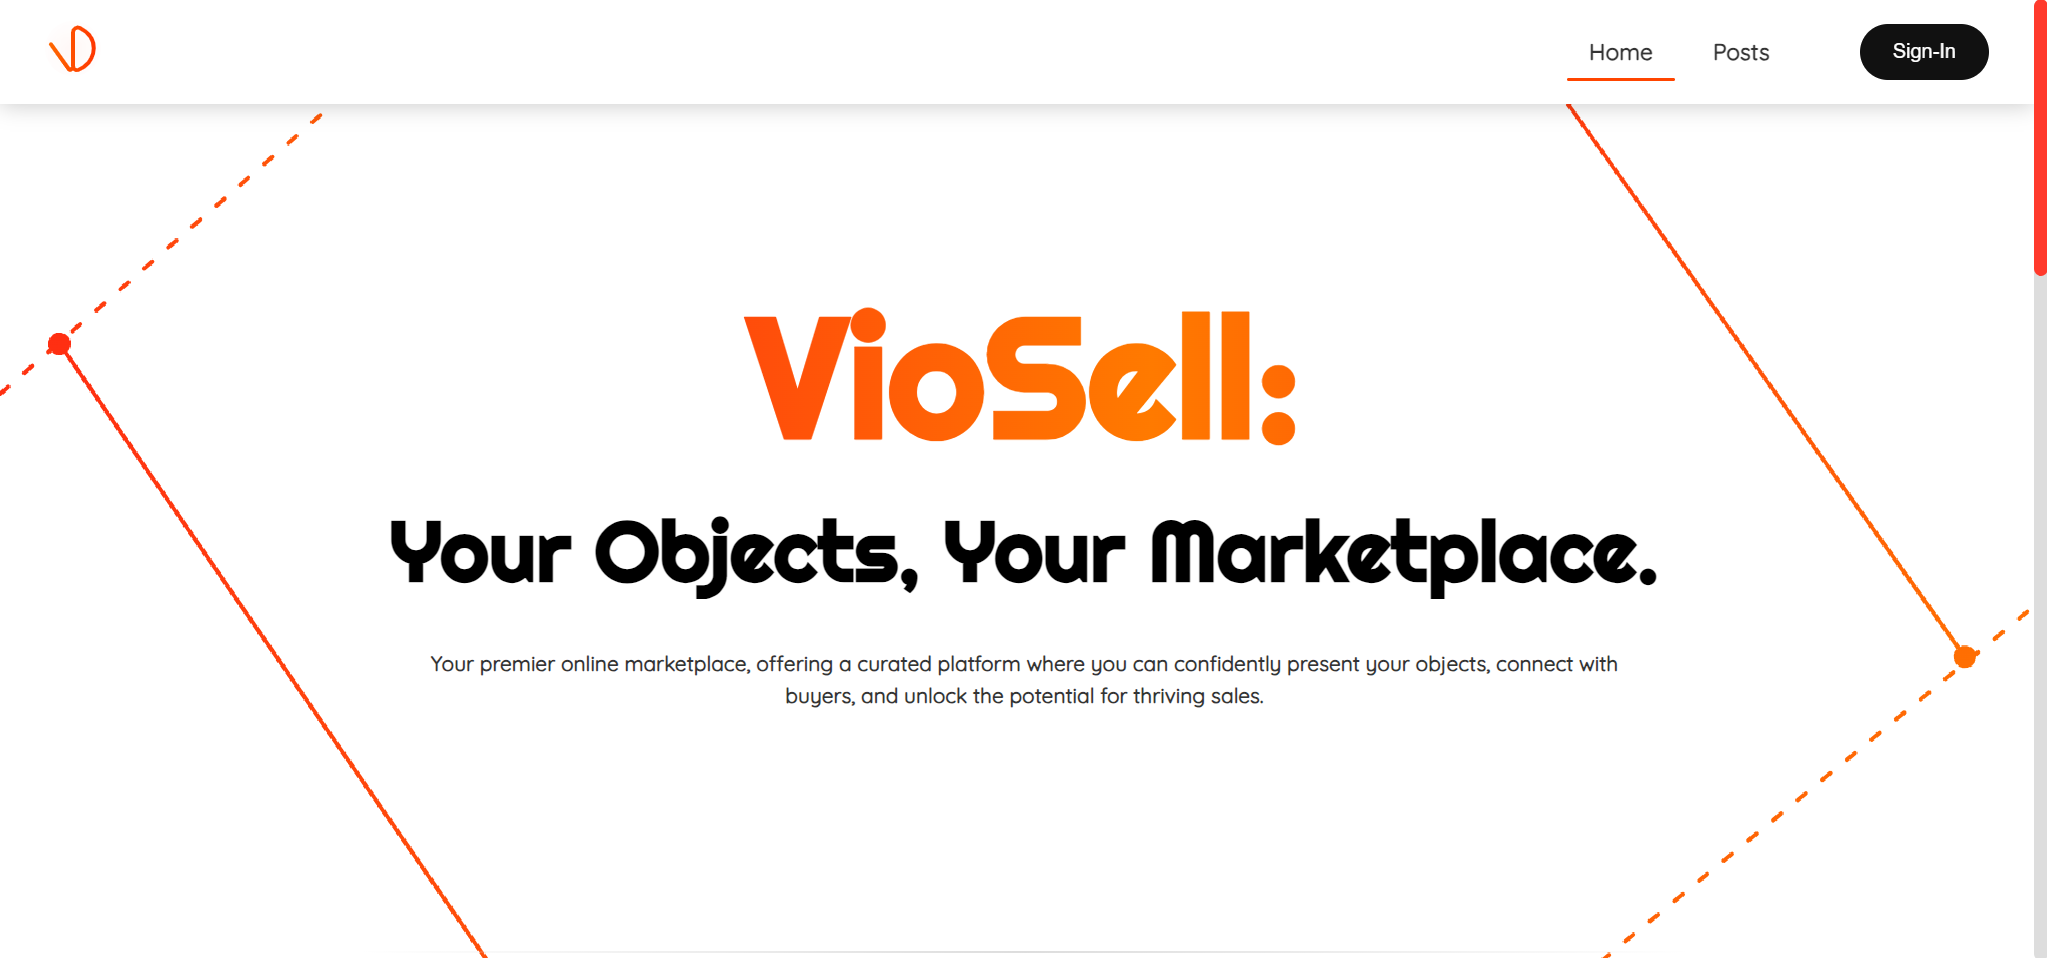 Home Posts Sign-In
VioSell:
Your Objects, Your Marketplace.
Your premier online marketplace, offering a curated platform where you can confidently present your objects, connect with
buyers, and unlock the potential for thriving sales.